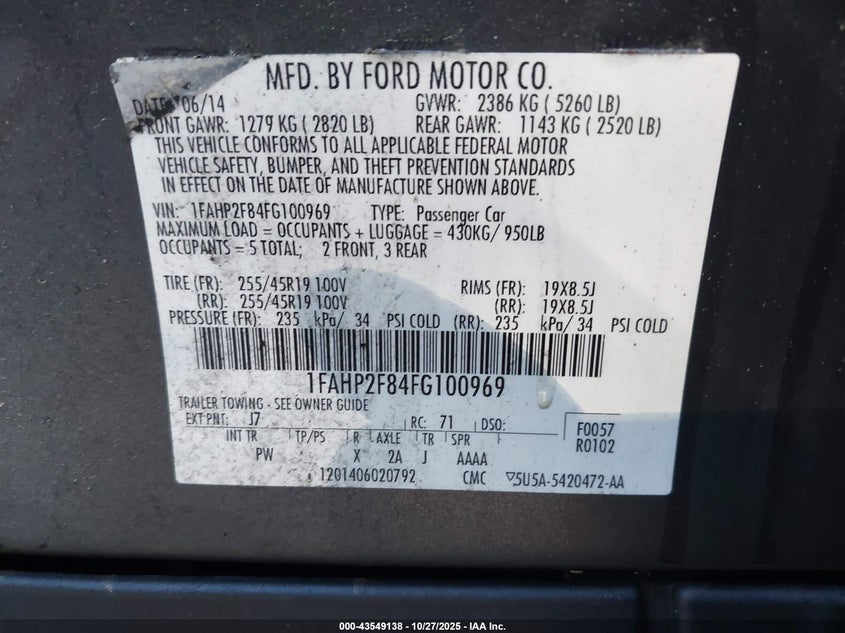 MFD. BY FORD MOTOR CO.
DATE 06/14 GVWR: 2386 KG ( 5260 LB)
FRONT GAWR: 1279 KG ( 2820 LB) REAR GAWR: 1143 KG ( 2520 LB)
THIS VEHICLE CONFORMS TO ALL APPLICABLE FEDERAL MOTOR
VEHICLE SAFETY, BUMPER, AND THEFT PREVENTION STANDARDS
IN EFFECT ON THE DATE OF MANUFACTURE SHOWN ABOVE.
VIN: 1FAHP2F84FG100969 TYPE: Passenger Car
MAXIMUM LOAD = OCCUPANTS + LUGGAGE = 430KG/ 950LB
OCCUPANTS = 5 TOTAL; 2 FRONT, 3 REAR
TIRE (FR): 255/45R19 100V RIMS (FR): 19X8.5J
(RR): 255/45R19 100V (RR): 19X8.5J
PRESSURE (FR): 235 kPa/ 34 PSI COLD (RR): 235 kPa/ 34 PSI COLD
1FAHP2F84FG100969
TRAILER TOWING - SEE OWNER GUIDE
EXT PNT: J7 RC: 71 DSO: F0057
INT TR TP/PS R AXLE TR SPR R0102
PW X 2A J AAAA
1201406020792 CMC ▽5U5A-5420472-AA
000-43549138 - 10/27/2025 - IAA Inc.